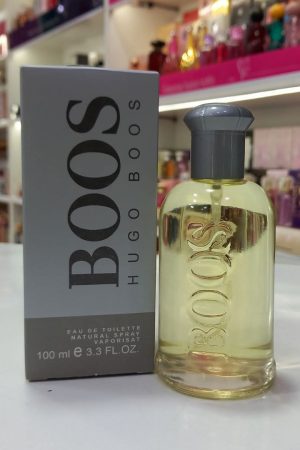 BOOS
HUGO BOOS
EAU DE TOILETTE
NATURAL SPRAY
VAPORISAT
100 ml e 3.3 FL.OZ.
BOOS